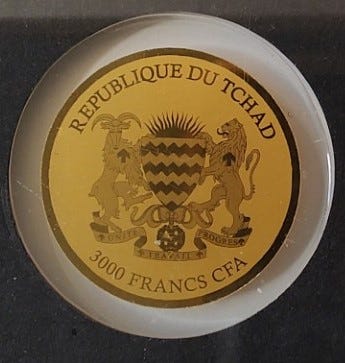 REPUBLIQUE DU TCHAD
UNITE TRAVAIL PROGRES
3000 FRANCS CFA